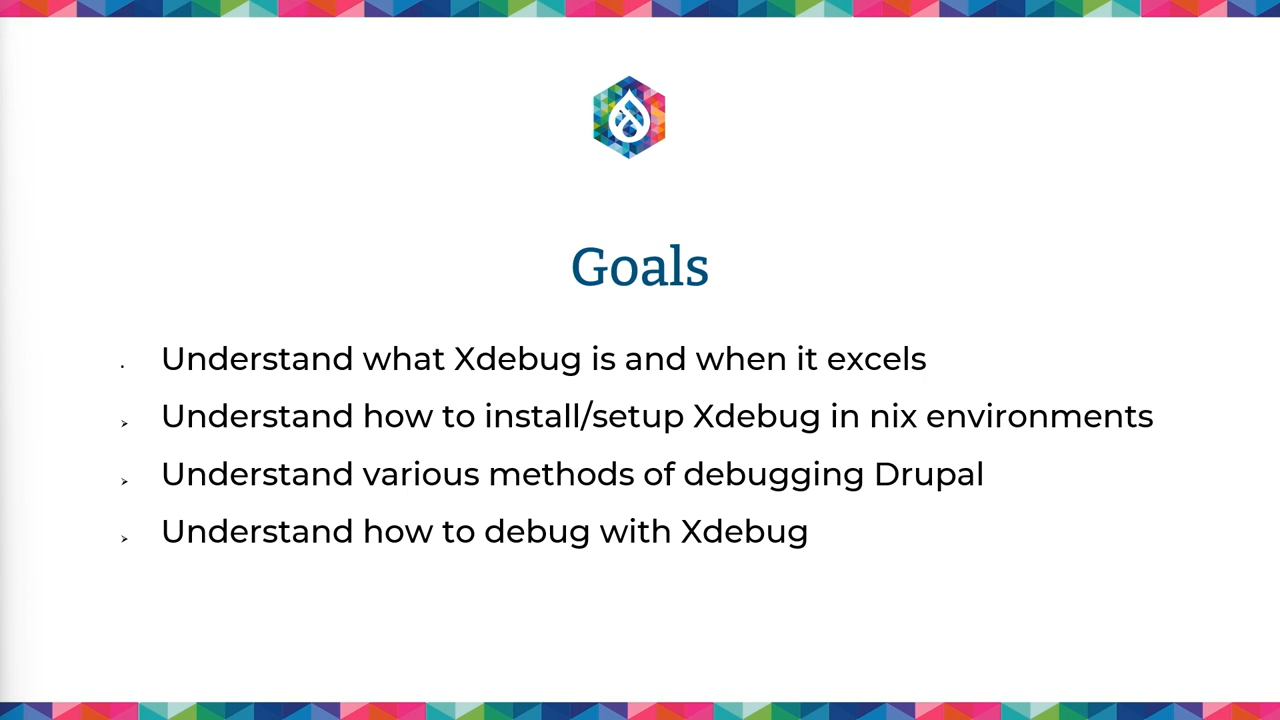 Goals
Understand what Xdebug is and when it excels
Understand how to install/setup Xdebug in nix environments
Understand various methods of debugging Drupal
Understand how to debug with Xdebug